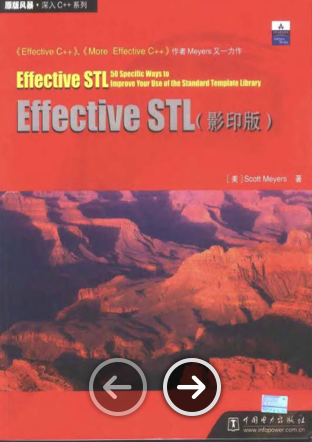 原版风暴·深入C++系列
《Effective C++》、《More Effective C++》作者Meyers又一力作
Effective STL
50 Specific Ways to
Improve Your Use of the Standard Template Library
Effective STL(影印版)
[美]Scott Meyers 著
中国电力出版社
www.infopower.com.cn